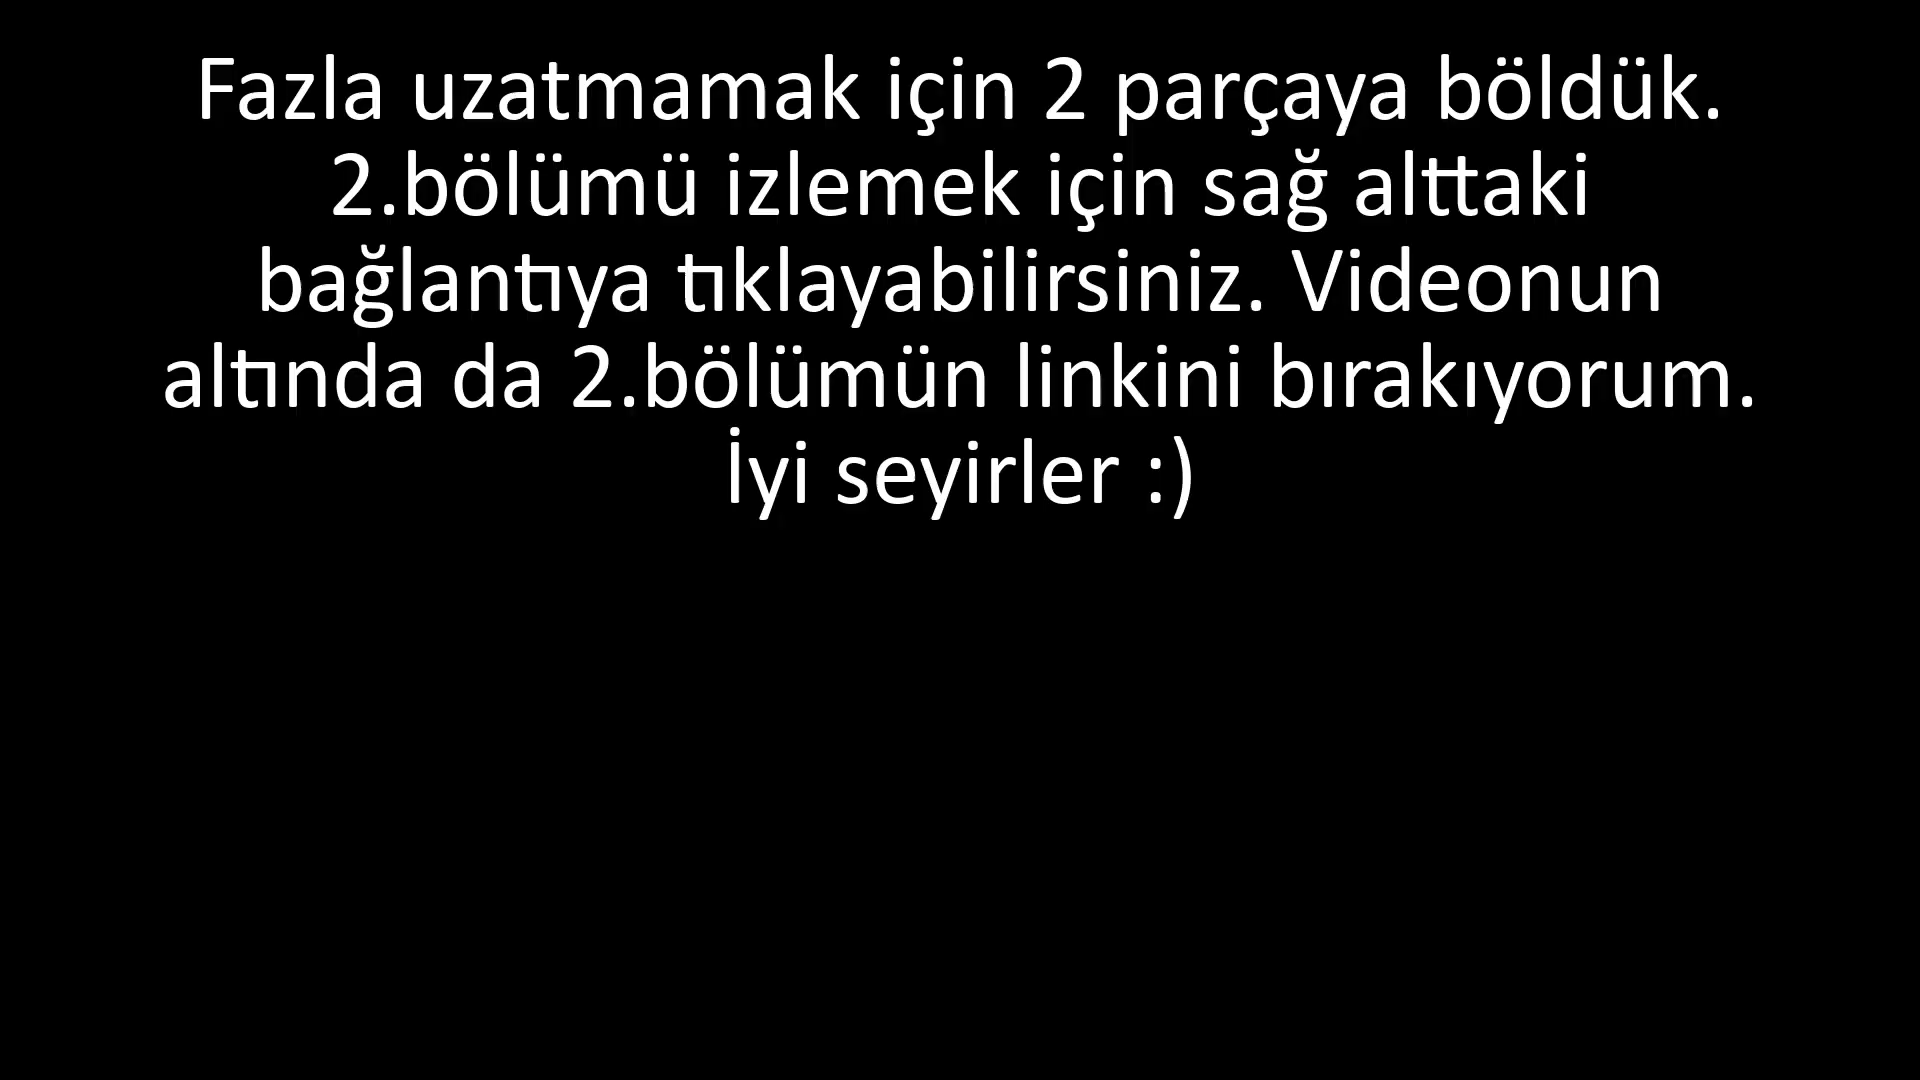 Fazla uzatmamak için 2 parçaya böldük.
2.bölümü izlemek için sağ alttaki
bağlantıya tıklayabilirsiniz. Videonun
altında da 2.bölümün linkini bırakıyorum.
İyi seyirler :)